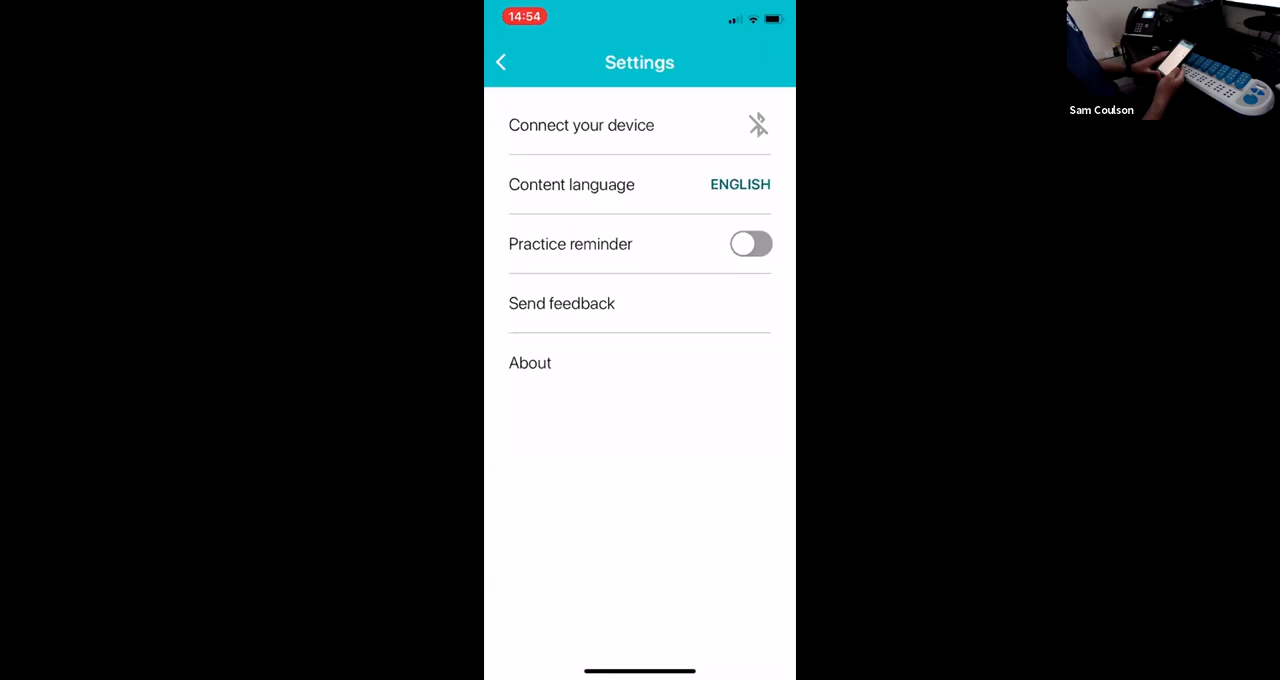 14:54
Settings
Connect your device
Content language ENGLISH
Practice reminder
Send feedback
About
Sam Coulson